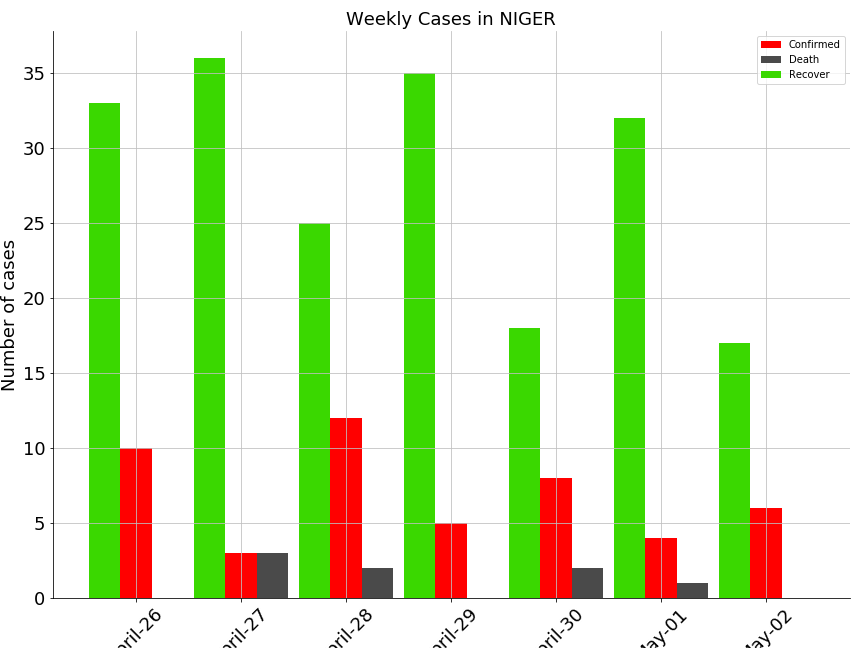 Weekly Cases in NIGER
Confirmed
Death
Recover
Number of cases
35
30
25
20
15
10
5
0
pril-26
pril-27
pril-28
pril-29
pril-30
May-01
May-02